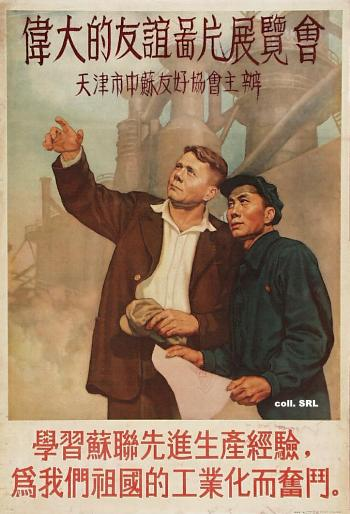 偉大的友誼啚片展覽會
天津市中蘇友好協會主辦
coll. SRL
學習蘇聯先進生產經驗，
爲我們祖國的工業化而奮鬥。